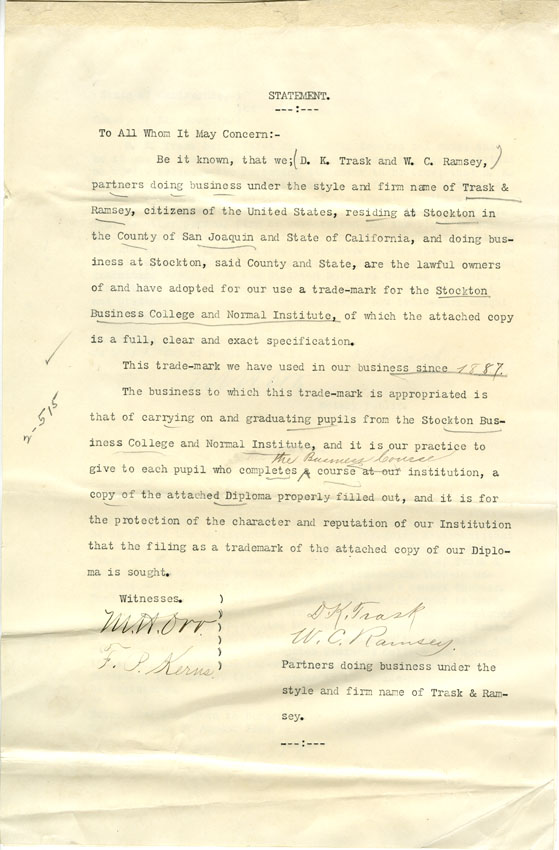 STATEMENT.
---:---
To All Whom It May Concern:-
Be it known, that we;(D. K. Trask and W. C. Ramsey,)
partners doing business under the style and firm name of Trask &
Ramsey, citizens of the United States, residing at Stockton in
the County of San Joaquin and State of California, and doing bus-
iness at Stockton, said County and State, are the lawful owners
of and have adopted for our use a trade-mark for the Stockton
Business College and Normal Institute, of which the attached copy
is a full, clear and exact specification.
This trade-mark we have used in our business since 1887.
The business to which this trade-mark is appropriated is
that of carrying on and graduating pupils from the Stockton Bus-
iness College and Normal Institute, and it is our practice to
the Business Course
give to each pupil who completes a course at our institution, a
copy of the attached Diploma properly filled out, and it is for
the protection of the character and reputation of our Institution
that the filing as a trademark of the attached copy of our Diplo-
ma is sought.
Witnesses. )
M. H. Orr. )
F. P. Kerns. )
D. K. Trask
W. C. Ramsey.
Partners doing business under the
style and firm name of Trask & Ram-
sey.
---:---